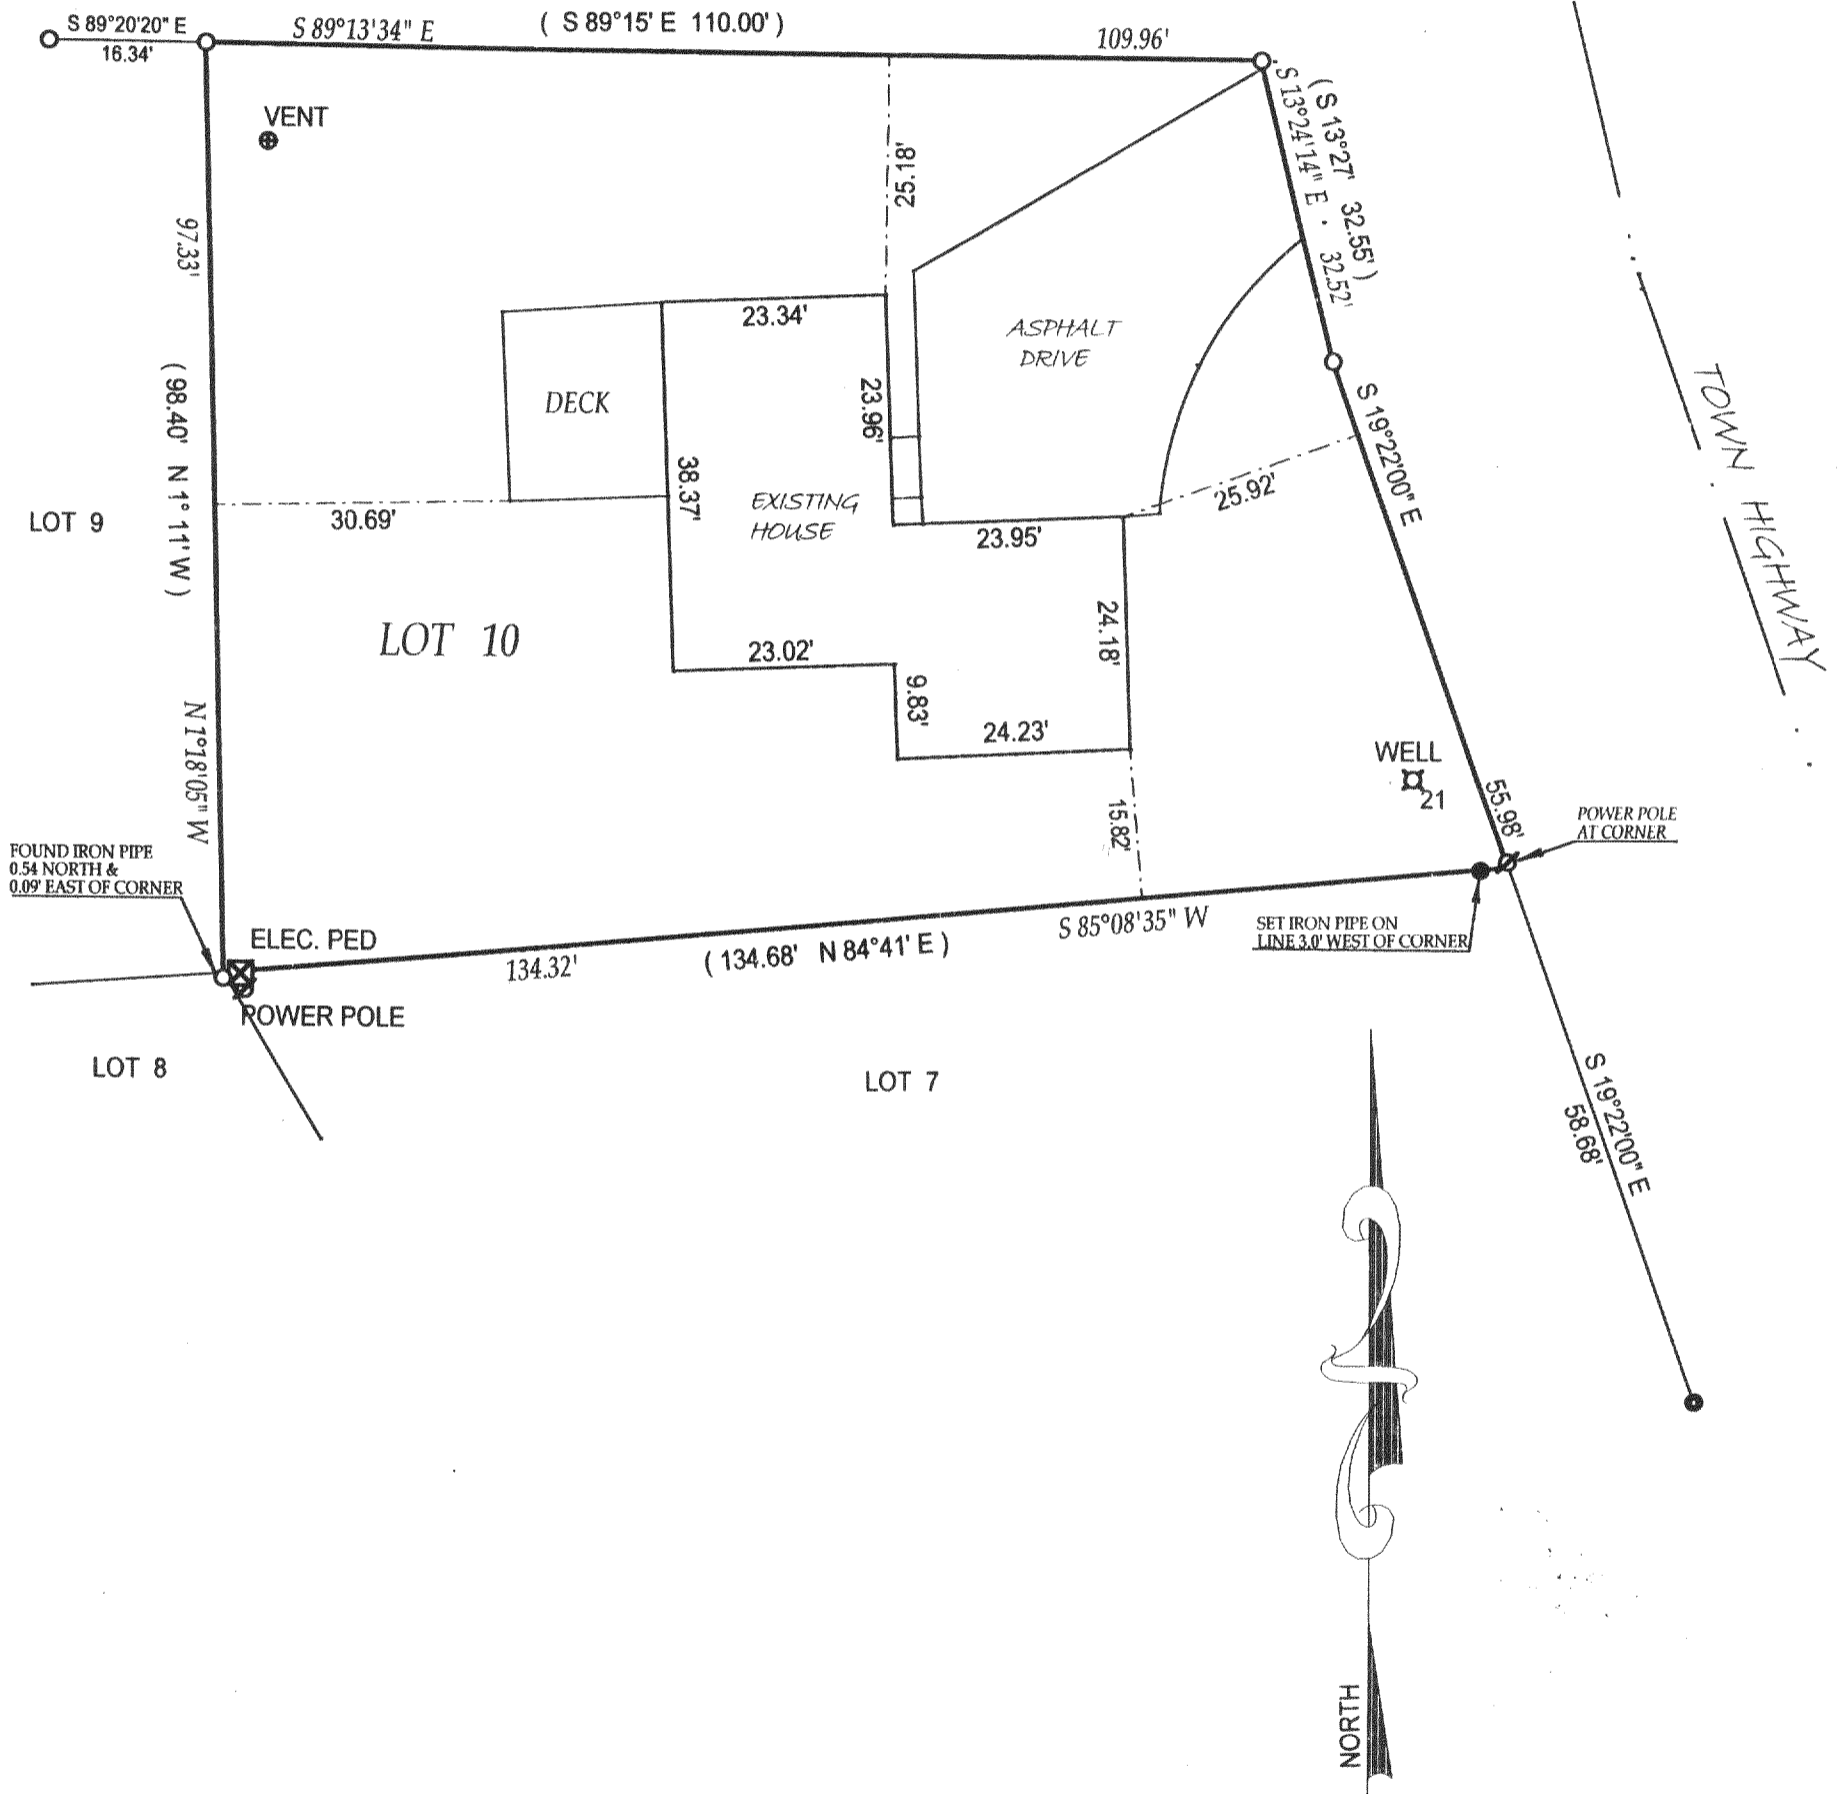 S 89°20'20" E
16.34'
S 89°13'34" E
( S 89°15' E 110.00' )
109.96'
VENT
25.18'
( S 13°27' 32.55' )
S 13°24'14" E · 32.52'
97.33'
( 98.40' N 1° 11' W )
N 1°18'05" W
23.34'
DECK
23.96'
38.37'
ASPHALT
DRIVE
EXISTING
HOUSE
S 19°22'00" E
55.98'
TOWN HIGHWAY
25.92'
30.69'
LOT 9
23.95'
LOT 10
24.18'
23.02'
9.83'
24.23'
15.82'
WELL
21
POWER POLE
AT CORNER
FOUND IRON PIPE
0.54 NORTH &
0.09' EAST OF CORNER
ELEC. PED
POWER POLE
134.32'
( 134.68' N 84°41' E )
S 85°08'35" W
SET IRON PIPE ON
LINE 3.0' WEST OF CORNER
LOT 8
LOT 7
S 19°22'00" E
58.68'
NORTH